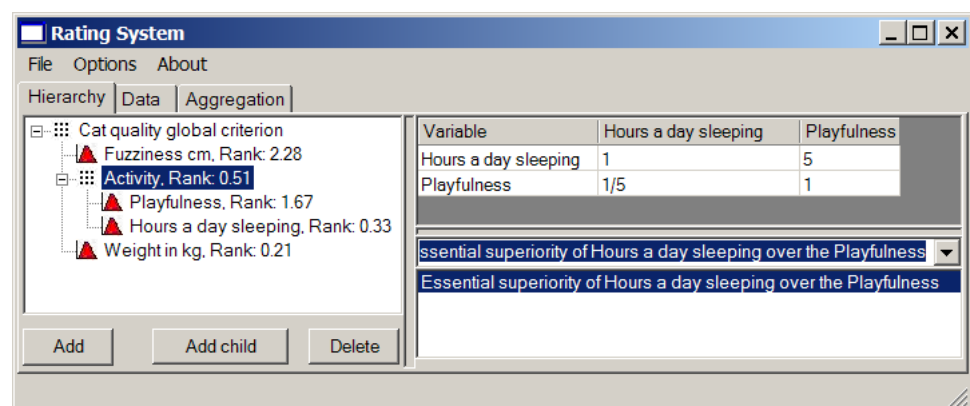 Rating System
File Options About
Hierarchy Data Aggregation
Cat quality global criterion
Fuzziness cm, Rank: 2.28
Activity, Rank: 0.51
Playfulness, Rank: 1.67
Hours a day sleeping, Rank: 0.33
Weight in kg, Rank: 0.21
Add Add child Delete
Variable Hours a day sleeping Playfulness
Hours a day sleeping 1 5
Playfulness 1/5 1
ssential superiority of Hours a day sleeping over the Playfulness
Essential superiority of Hours a day sleeping over the Playfulness